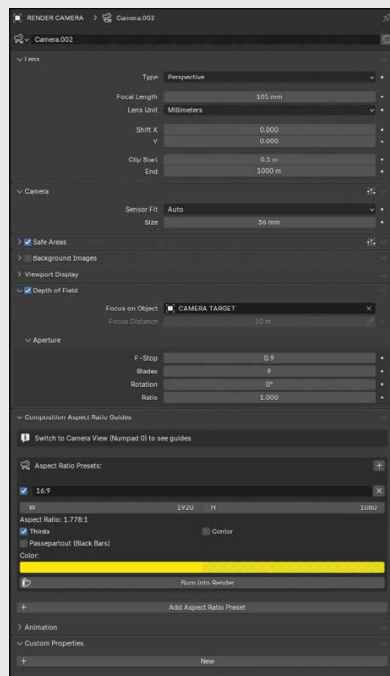 RENDER CAMERA > Camera.002
Camera.002
Lens
Type Perspective
Focal Length 105 mm
Lens Unit Millimeters
Shift X 0.000
Y 0.000
Clip Start 0.1 m
End 1000 m
Camera
Sensor Fit Auto
Size 36 mm
Safe Areas
Background Images
Viewport Display
Depth of Field
Focus on Object CAMERA TARGET
Focus Distance 10 m
Aperture
F-Stop 0.9
Blades 9
Rotation 0°
Ratio 1.000
Composition Aspect Ratio Guides
Switch to Camera View (Numpad 0) to see guides
Aspect Ratio Presets:
16:9
W 1920 H 1080
Aspect Ratio: 1.778:1
Thirds Center
Passepartout (Black Bars)
Color:
Burn Into Render
Add Aspect Ratio Preset
Animation
Custom Properties
New